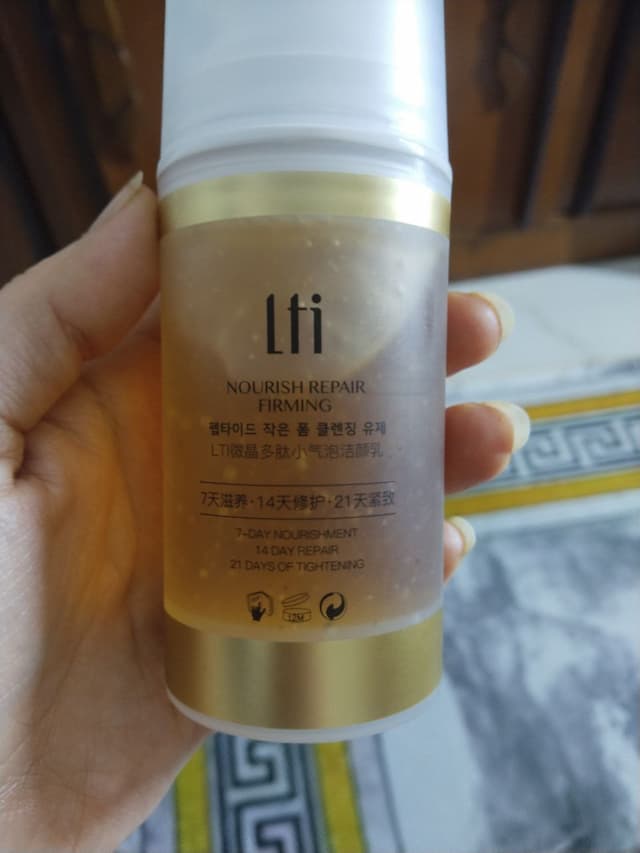 Lti
NOURISH REPAIR
FIRMING
펩타이드 작은 폼 클렌징 유제
LTI微晶多肽小气泡洁颜乳
7天滋养·14天修护·21天紧致
7-DAY NOURISHMENT
14 DAY REPAIR
21 DAYS OF TIGHTENING
12M